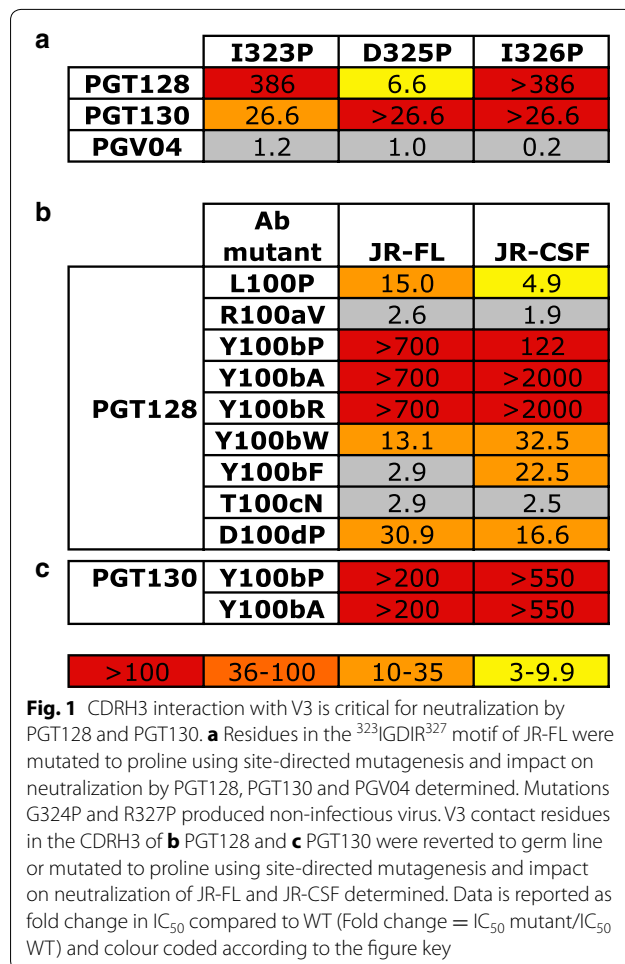 a
I323P D325P I326P
PGT128 386 6.6 >386
PGT130 26.6 >26.6 >26.6
PGV04 1.2 1.0 0.2
b
Ab
mutant JR-FL JR-CSF
L100P 15.0 4.9
R100aV 2.6 1.9
Y100bP >700 122
Y100bA >700 >2000
PGT128 Y100bR >700 >2000
Y100bW 13.1 32.5
Y100bF 2.9 22.5
T100cN 2.9 2.5
D100dP 30.9 16.6
c
PGT130 Y100bP >200 >550
Y100bA >200 >550
>100 36-100 10-35 3-9.9
Fig. 1 CDRH3 interaction with V3 is critical for neutralization by
PGT128 and PGT130. a Residues in the ³²³IGDIR³²⁷ motif of JR-FL were
mutated to proline using site-directed mutagenesis and impact on
neutralization by PGT128, PGT130 and PGV04 determined. Mutations
G324P and R327P produced non-infectious virus. V3 contact residues
in the CDRH3 of b PGT128 and c PGT130 were reverted to germ line
or mutated to proline using site-directed mutagenesis and impact
on neutralization of JR-FL and JR-CSF determined. Data is reported as
fold change in IC₅₀ compared to WT (Fold change = IC₅₀ mutant/IC₅₀
WT) and colour coded according to the figure key